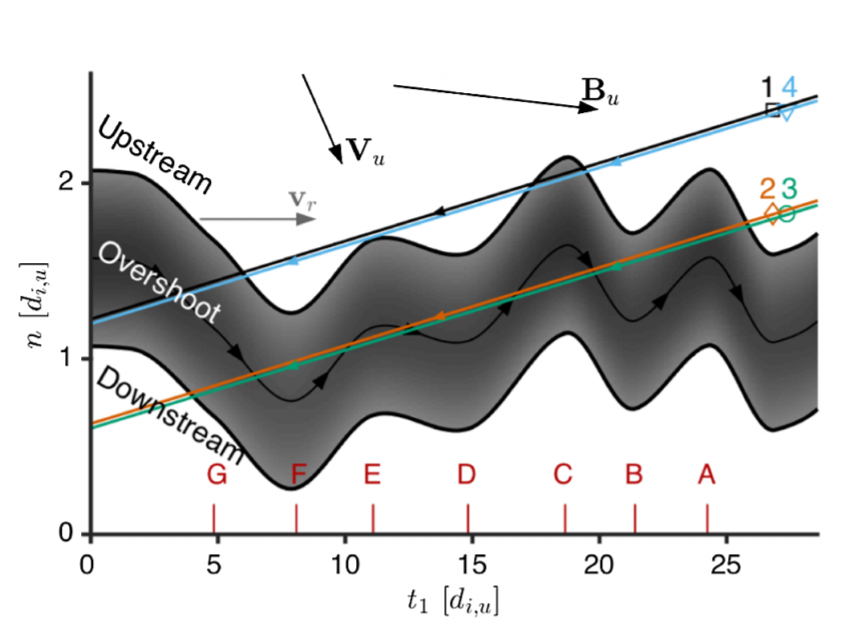 1 4
B_u
V_u
Upstream
2
2 3
v_r
n [d_{i,u}]
Overshoot
1
Downstream
G F E D C B A
0
0 5 10 15 20 25
t_1 [d_{i,u}]